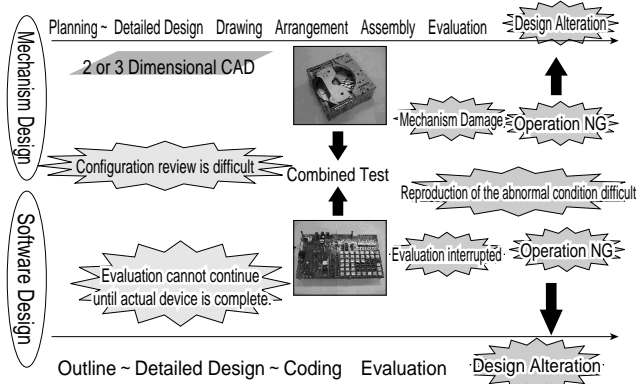 Planning ~ Detailed Design Drawing Arrangement Assembly Evaluation Design Alteration
Mechanism Design
2 or 3 Dimensional CAD
Mechanism Damage
Operation NG
Configuration review is difficult
Combined Test
Reproduction of the abnormal condition difficult
Software Design
Evaluation cannot continue
until actual device is complete.
Evaluation interrupted
Operation NG
Outline ~ Detailed Design ~ Coding Evaluation Design Alteration